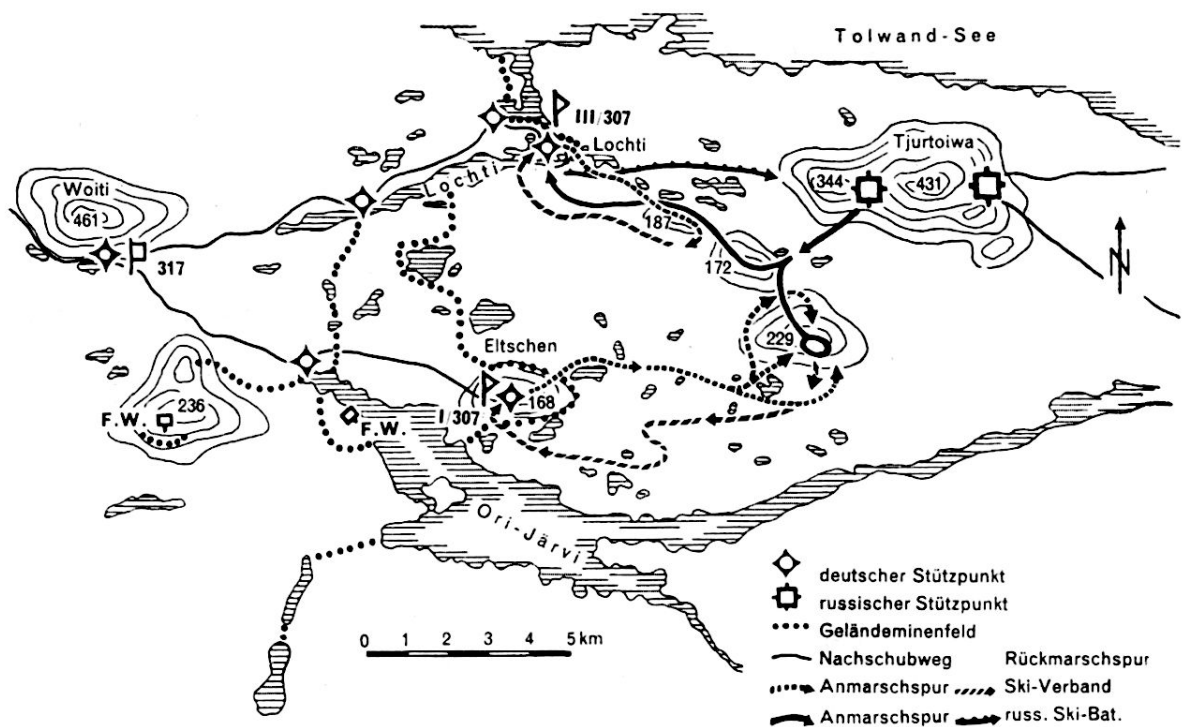 Tolwand-See
III/307
Lochti
Tjurtoiwa
Woiti
Lochti
344
431
461
187
N
317
172
229
Eltschen
236
168
F.W.
F.W.
I/307
Ori-Järvi
deutscher Stützpunkt
russischer Stützpunkt
Geländeminenfeld
0 1 2 3 4 5 km
Nachschubweg Rückmarschspur
Anmarschspur Ski-Verband
Anmarschspur russ. Ski-Bat.